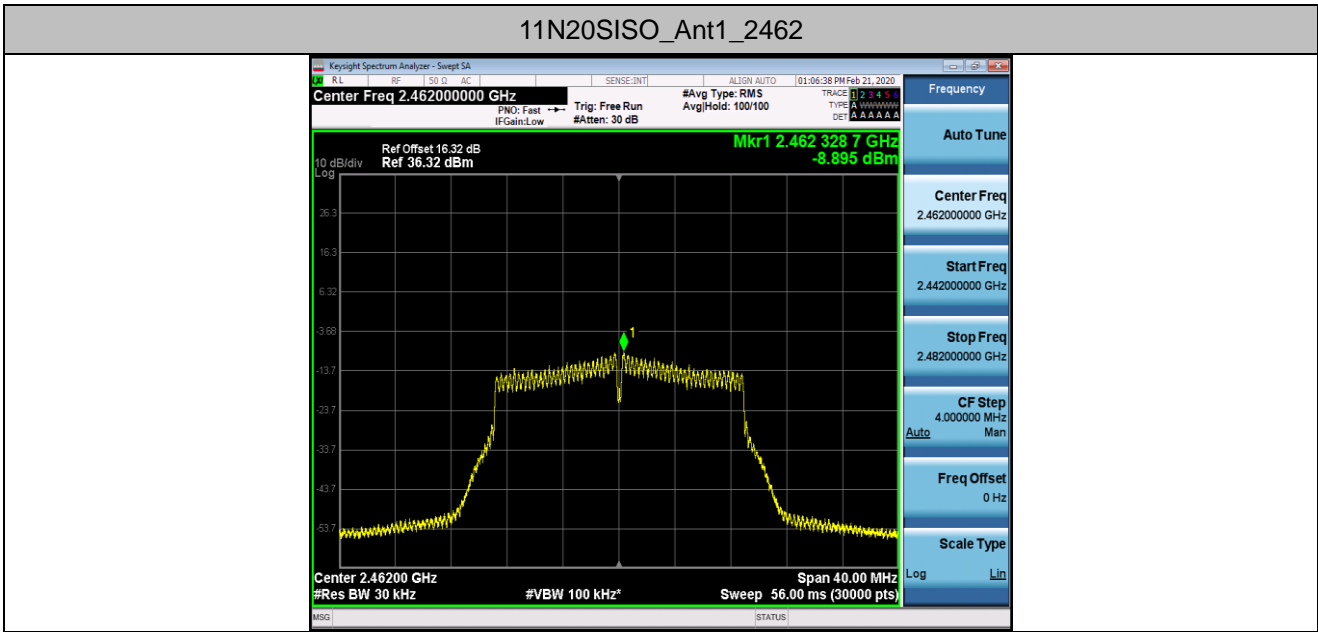 11N20SISO_Ant1_2462
Keysight Spectrum Analyzer - Swept SA
RL RF 50 Ω AC SENSE:INT ALIGN AUTO 01:06:38 PM Feb 21, 2020
Center Freq 2.462000000 GHz
PNO: Fast
IFGain:Low
Trig: Free Run
#Atten: 30 dB
#Avg Type: RMS
Avg|Hold: 100/100
TRACE 1 2 3 4 5 6
TYPE A WWWWW
DET A A A A A A
Mkr1 2.462 328 7 GHz
-8.895 dBm
Ref Offset 16.32 dB
10 dB/div Ref 36.32 dBm
Log
26.3
16.3
6.32
-3.68
-13.7
-23.7
-33.7
-43.7
-53.7
1
Center 2.46200 GHz Span 40.00 MHz
#Res BW 30 kHz #VBW 100 kHz* Sweep 56.00 ms (30000 pts)
MSG STATUS
Frequency
Auto Tune
Center Freq
2.462000000 GHz
Start Freq
2.442000000 GHz
Stop Freq
2.482000000 GHz
CF Step
4.000000 MHz
Auto Man
Freq Offset
0 Hz
Scale Type
Log Lin